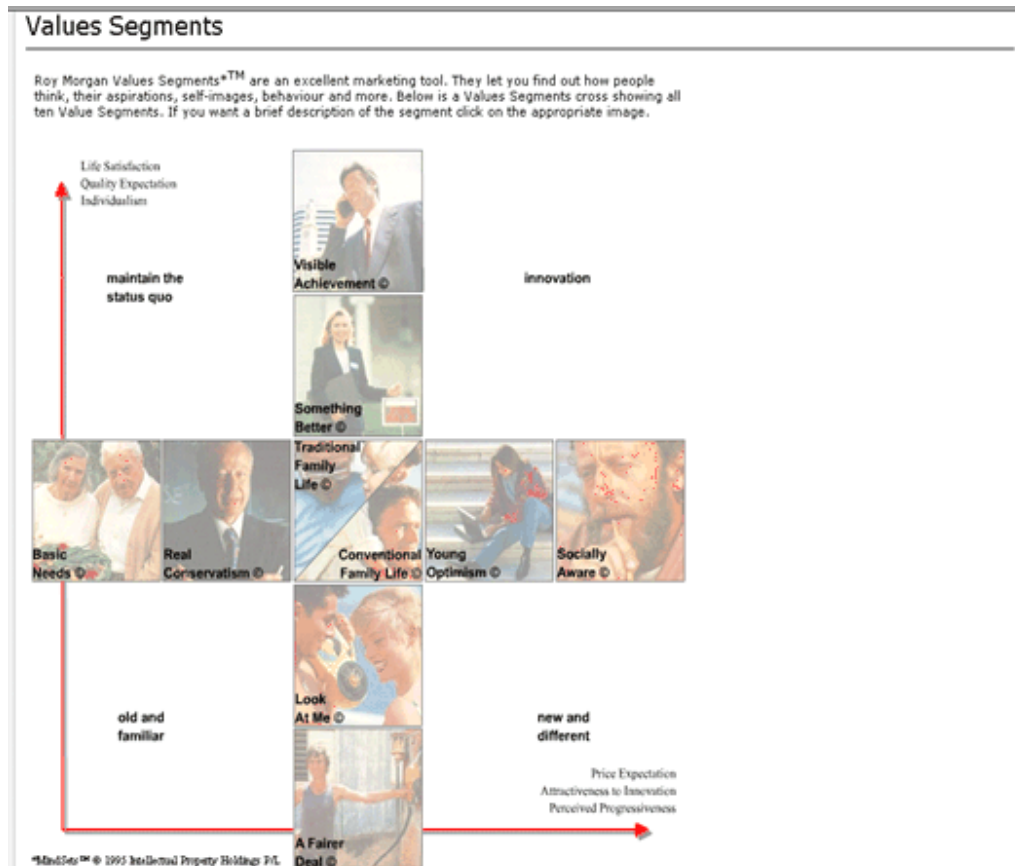 Values Segments
Roy Morgan Values Segments*TM are an excellent marketing tool. They let you find out how people
think, their aspirations, self-images, behaviour and more. Below is a Values Segments cross showing all
ten Value Segments. If you want a brief description of the segment click on the appropriate image.
Life Satisfaction
Quality Expectation
Individualism
maintain the
status quo
innovation
Visible
Achievement ©
Something
Better ©
Traditional
Family
Life ©
Basic
Needs ©
Real
Conservatism ©
Conventional
Family Life ©
Young
Optimism ©
Socially
Aware ©
Look
At Me ©
old and
familiar
new and
different
Price Expectation
Attractiveness to Innovation
Perceived Progressiveness
A Fairer
Deal ©
*MindSets™ © 1995 Intellectual Property Holdings P/L